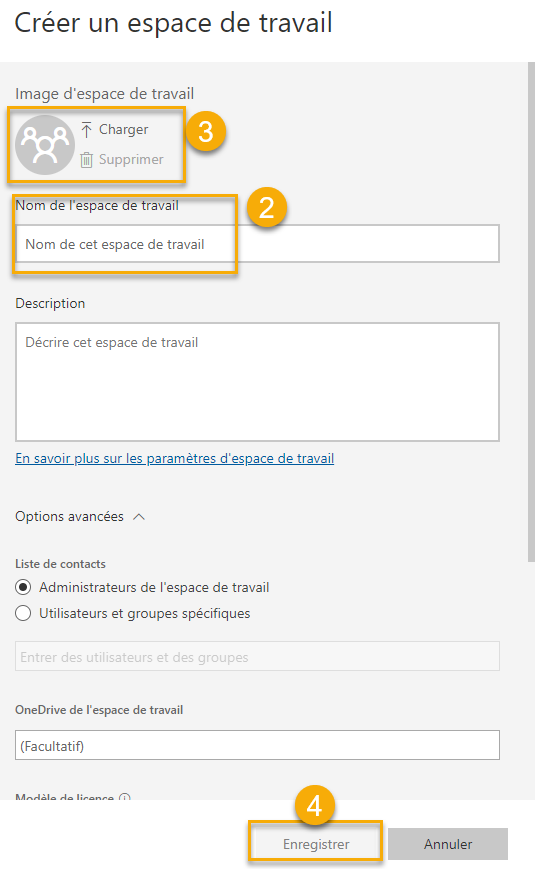 Créer un espace de travail
Image d'espace de travail
Charger
3
Supprimer
Nom de l'espace de travail
2
Nom de cet espace de travail
Description
Décrire cet espace de travail
En savoir plus sur les paramètres d'espace de travail
Options avancées
Liste de contacts
Administrateurs de l'espace de travail
Utilisateurs et groupes spécifiques
Entrer des utilisateurs et des groupes
OneDrive de l'espace de travail
(Facultatif)
Modèle de licence
4
Enregistrer
Annuler